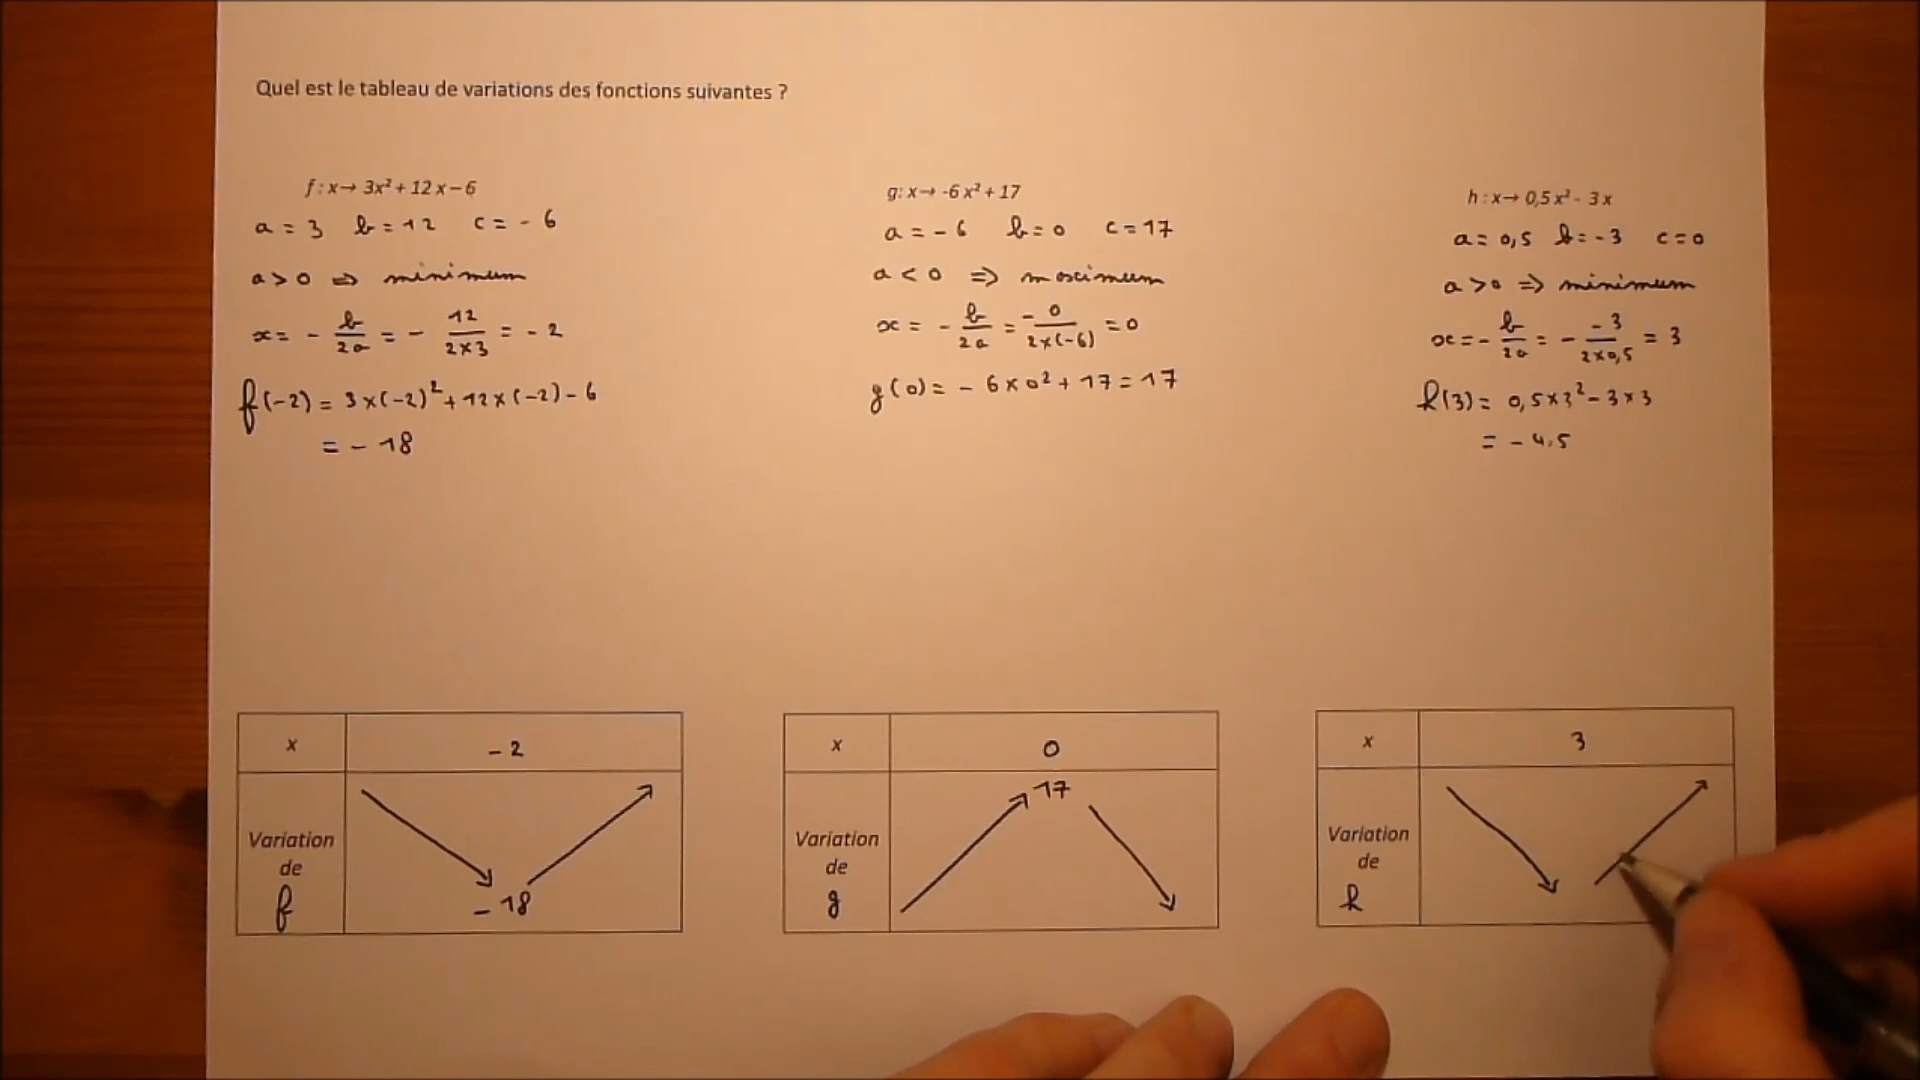 Quel est le tableau de variations des fonctions suivantes ?
f : x → 3x² + 12 x – 6
a = 3 b = 12 c = - 6
a > 0 => minimum
x = - b/2a = - 12/2×3 = - 2
f(-2) = 3×(-2)²+12×(-2)-6
= - 18
g: x → -6 x² + 17
a = - 6 b = 0 c = 17
a < 0 => maximum
x = - b/2a = - 0/2×(-6) = 0
g(0) = - 6×0²+17=17
h : x → 0,5 x² - 3 x
a = 0,5 b = -3 c = 0
a > 0 => minimum
x = - b/2a = - -3/2×0,5 = 3
h(3) = 0,5×3²-3×3
= - 4,5
x -2
Variation
de
f
-18
x 0
Variation
de
g
17
x 3
Variation
de
h